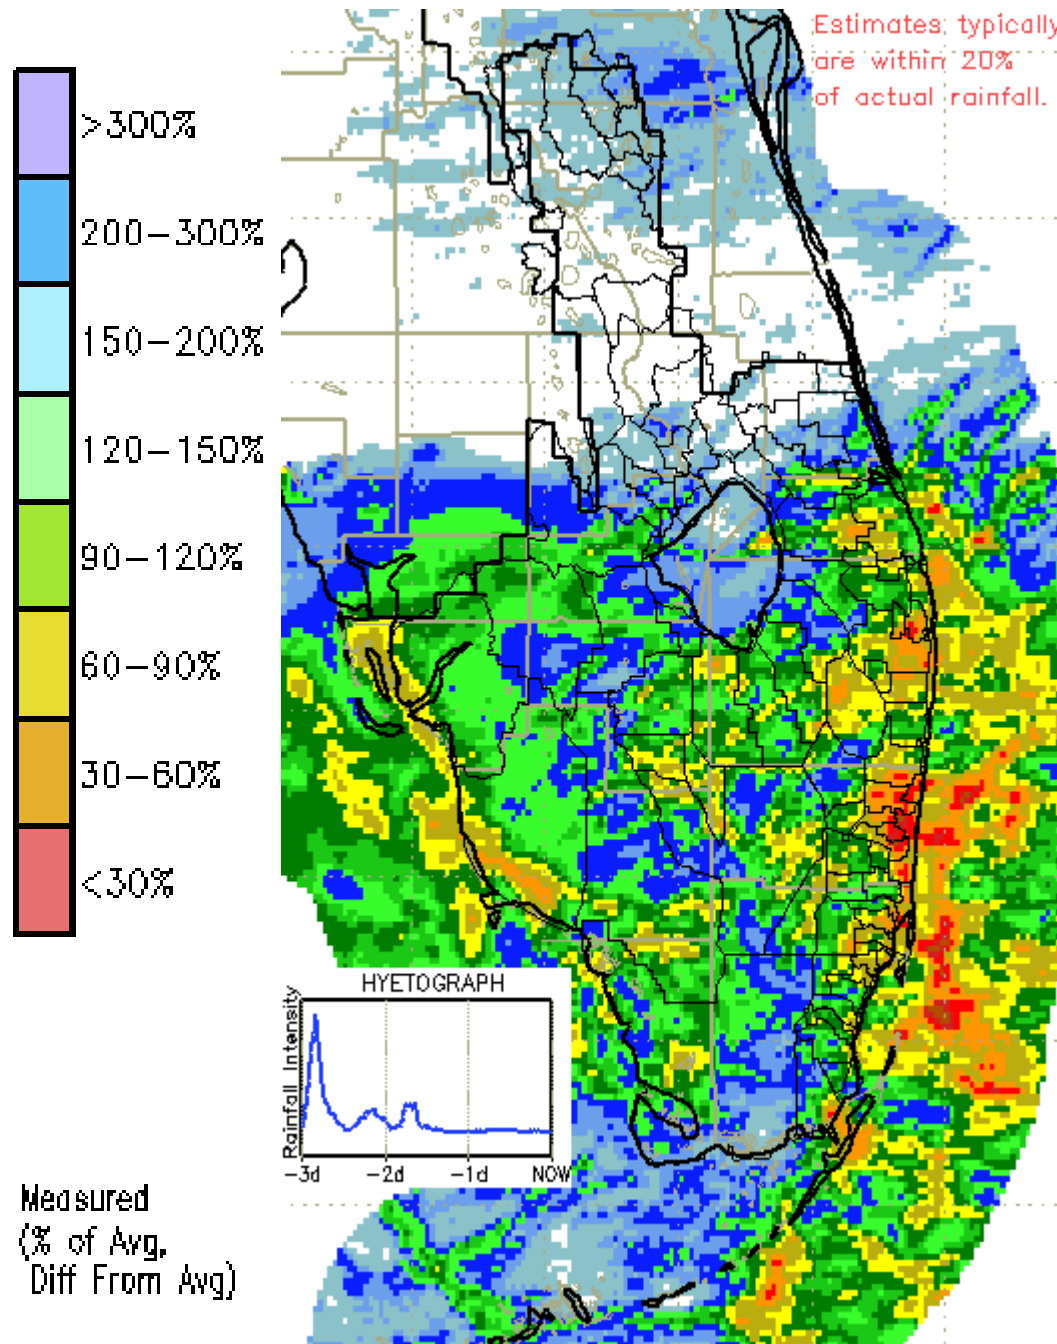 Estimates typically
are within 20%
of actual rainfall.
>300%
200-300%
150-200%
120-150%
90-120%
60-90%
30-60%
<30%
HYETOGRAPH
Rainfall Intensity
-3d -2d -1d NOW
Measured
(% of Avg,
Diff From Avg)